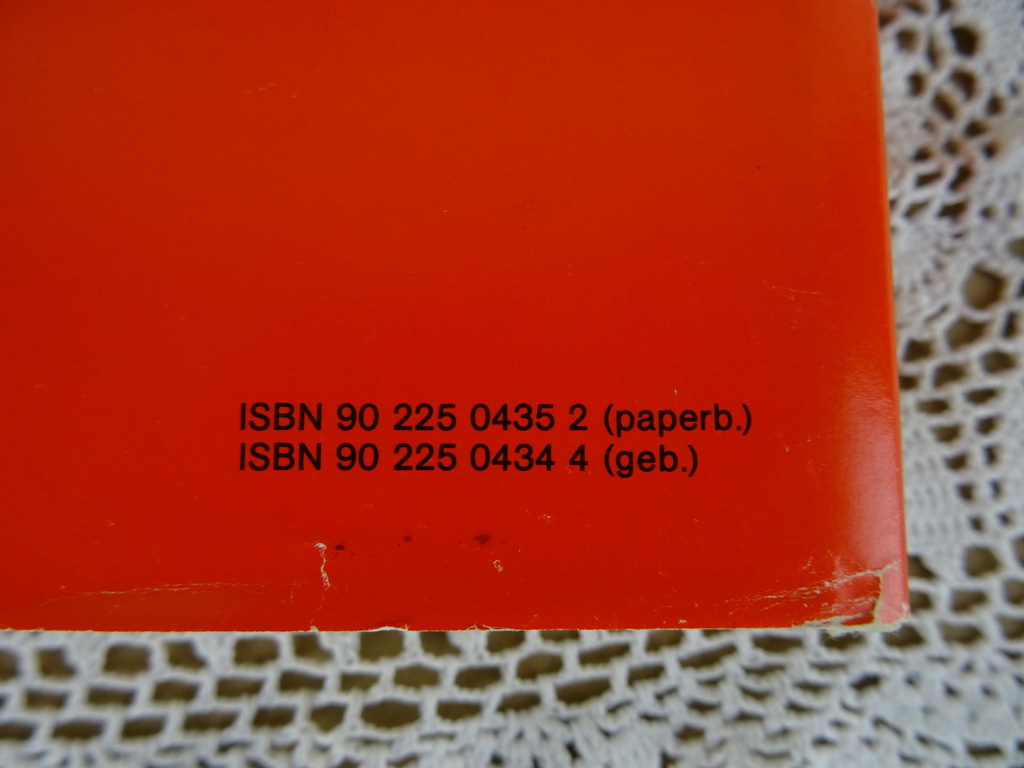 ISBN 90 225 0435 2 (paperb.)
ISBN 90 225 0434 4 (geb.)